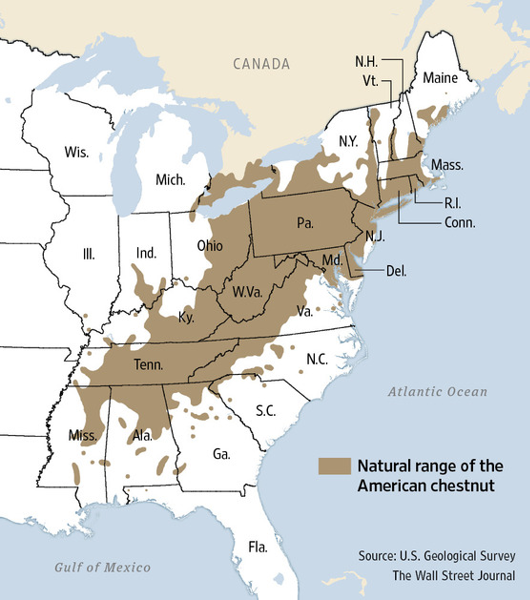 CANADA
N.H.
Vt.
Maine
Wis.
Mich.
N.Y.
Mass.
R.I.
Conn.
Ill.
Ind.
Ohio
Pa.
N.J.
Md.
Del.
W.Va.
Ky.
Va.
Tenn.
N.C.
Atlantic Ocean
S.C.
Miss.
Ala.
Ga.
Natural range of the
American chestnut
Fla.
Gulf of Mexico
Source: U.S. Geological Survey
The Wall Street Journal